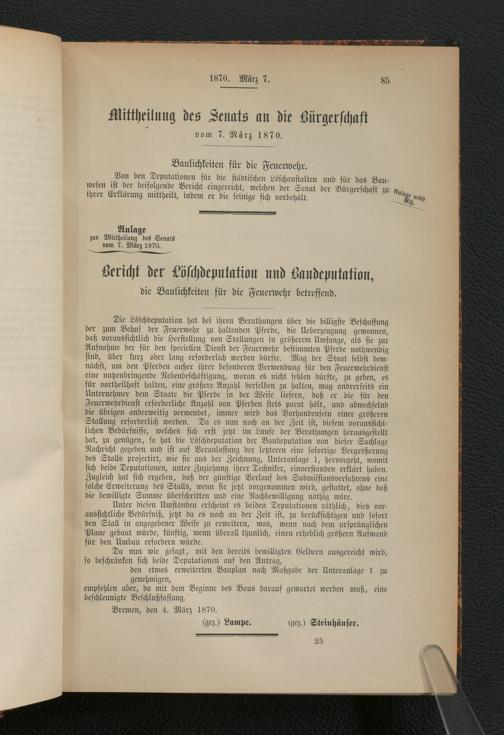 1870. März 7.
85
Mittheilung des Senats an die Bürgerschaft
vom 7. März 1870.
Baulichkeiten für die Feuerwehr.
Von den Deputationen für die städtischen Löschanstalten und für das Bau-
wesen ist der beifolgende Bericht eingereicht, welchen der Senat der Bürgerschaft zu
ihrer Erklärung mittheilt, indem er die seinige sich vorbehält.
Anlage nebst
Anlage
zur Mittheilung des Senats
vom 7. März 1870.
Bericht der Löschdeputation und Baudeputation,
die Baulichkeiten für die Feuerwehr betreffend.
Die Löschdeputation hat bei ihren Berathungen über die billigste Beschaffung
der zum Behuf der Feuerwehr zu haltenden Pferde, die Ueberzeugung gewonnen,
daß voraussichtlich die Herstellung von Stallungen in größerem Umfange, als sie zur
Aufnahme der für den speciellen Dienst der Feuerwehr bestimmten Pferde nothwendig
sind, über kurz oder lang erforderlich werden dürfte. Mag der Staat selbst dem-
nächst, um den Pferden außer ihrer besonderen Verwendung für den Feuerwehrdienst
eine nutzenbringende Nebenbeschäftigung, woran es nicht fehlen dürfte, zu geben, es
für vortheilhaft halten, eine größere Anzahl derselben zu halten, mag anderseits ein
Unternehmer dem Staate die Pferde in der Weise liefern, daß er die für den
Feuerwehrdienst erforderliche Anzahl von Pferden stets parat hält, und abwechselnd
die übrigen anderweitig verwendet, immer wird das Vorhandensein einer größeren
Stallung erforderlich werden. Da es nun noch an der Zeit ist, diesem voraussicht-
lichen Bedürfnisse, welches sich erst jetzt im Laufe der Berathungen herausgestellt
hat, zu genügen, so hat die Löschdeputation der Baudeputation von dieser Sachlage
Nachricht gegeben und ist auf Veranlassung der letzteren eine sofortige Vergrößerung
des Stalls projectirt, wie sie aus der Zeichnung, Unteranlage 1, hervorgeht, womit
sich beide Deputationen, unter Zuziehung ihrer Techniker, einverstanden erklärt haben.
Zugleich hat sich ergeben, daß der günstige Verlauf des Submissionsverfahrens eine
solche Erweiterung des Stalls, wenn sie jetzt vorgenommen wird, gestattet, ohne daß
die bewilligte Summe überschritten und eine Nachbewilligung nöthig wäre.
Unter diesen Umständen erscheint es beiden Deputationen räthlich, dies vor-
aussichtliche Bedürfniß, jetzt da es noch an der Zeit ist, zu berücksichtigen und sofort
den Stall in angegebener Weise zu erweitern, was, wenn nach dem ursprünglichen
Plane gebaut würde, künftig, wenn überall thunlich, einen erheblich größern Aufwand
für den Umbau erfordern würde.
Da nun wie gesagt, mit den bereits bewilligten Geldern ausgereicht wird,
so beschränken sich beide Deputationen auf den Antrag,
den etwas erweiterten Bauplan nach Maßgabe der Unteranlage 1 zu
genehmigen,
empfehlen aber, da mit dem Beginne des Baus darauf gewartet werden muß, eine
beschleunigte Beschlußfassung.
Bremen, den 4. März 1870.
(gez.) Lampe. (gez.) Steinhäuser.
25